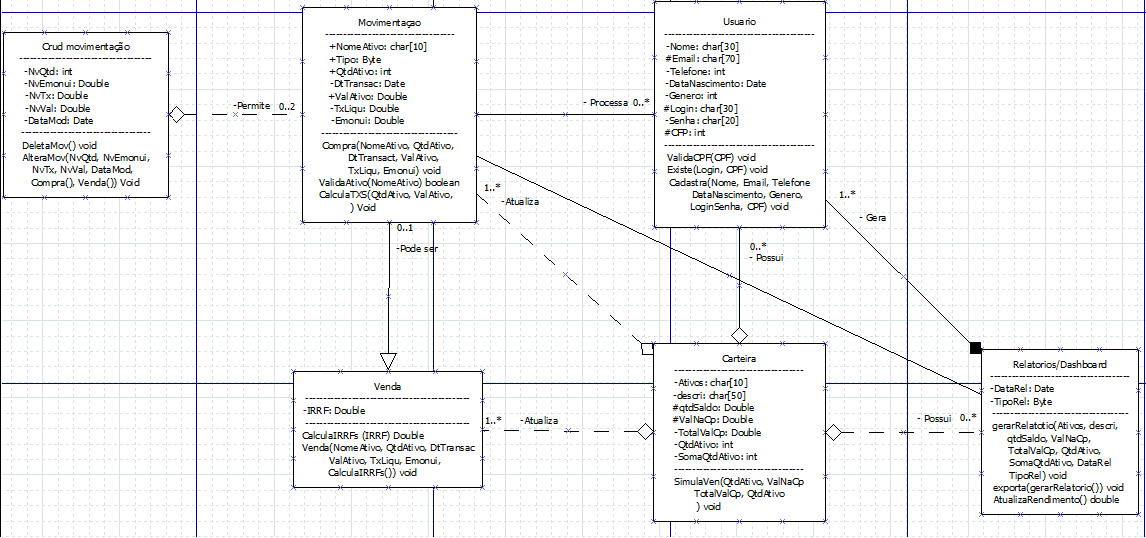 Crud movimentação
-NvQtd: int
-NvEmonui: Double
-NvTx: Double
-NvVal: Double
-DataMod: Date
DeletaMov() void
AlteraMov(NvQtd, NvEmonui,
NvTx, NvVal, DataMod,
Compra(), Venda()) Void
-Permite
0..2
Movimentaçao
+NomeAtivo: char[10]
+Tipo: Byte
+QtdAtivo: int
-DtTransac: Date
+ValAtivo: Double
-TxLiqu: Double
-Emonui: Double
Compra(NomeAtivo, QtdAtivo,
DtTransact, ValAtivo,
TxLiqu, Emonui) void
ValidaAtivo(NomeAtivo) boolean
CalculaTXS(QtdAtivo, ValAtivo,
) Void
- Processa 0..*
Usuario
-Nome: char[30]
#Email: char[70]
-Telefone: int
-DataNascimento: Date
-Genero: int
#Login: char[30]
-Senha: char[20]
#CFP: int
ValidaCPF(CPF) void
Existe(Login, CPF) void
Cadastra(Nome, Email, Telefone
DataNascimento, Genero,
LoginSenha, CPF) void
1..*
-Atualiza
1..*
- Gera
0..1
-Pode ser
0..*
- Possui
Venda
-IRRF: Double
CalculaIRRFs (IRRF) Double
Venda(NomeAtivo, QtdAtivo, DtTransac
ValAtivo, TxLiqu, Emonui,
CalculaIRRFs()) void
1..*
-Atualiza
Carteira
-Ativos: char[10]
-descri: char[50]
#qtdSaldo: Double
#ValNaCp: Double
-TotalValCp: Double
-QtdAtivo: int
-SomaQtdAtivo: int
SimulaVen(QtdAtivo, ValNaCp
TotalValCp, QtdAtivo
) void
- Possui
0..*
Relatorios/Dashboard
-DataRel: Date
-TipoRel: Byte
gerarRelatotio(Ativos, descri,
qtdSaldo, ValNaCp,
TotalValCp, QtdAtivo,
SomaQtdAtivo, DataRel
TipoRel) void
exporta(gerarRelatorio()) void
AtualizaRendimento() double